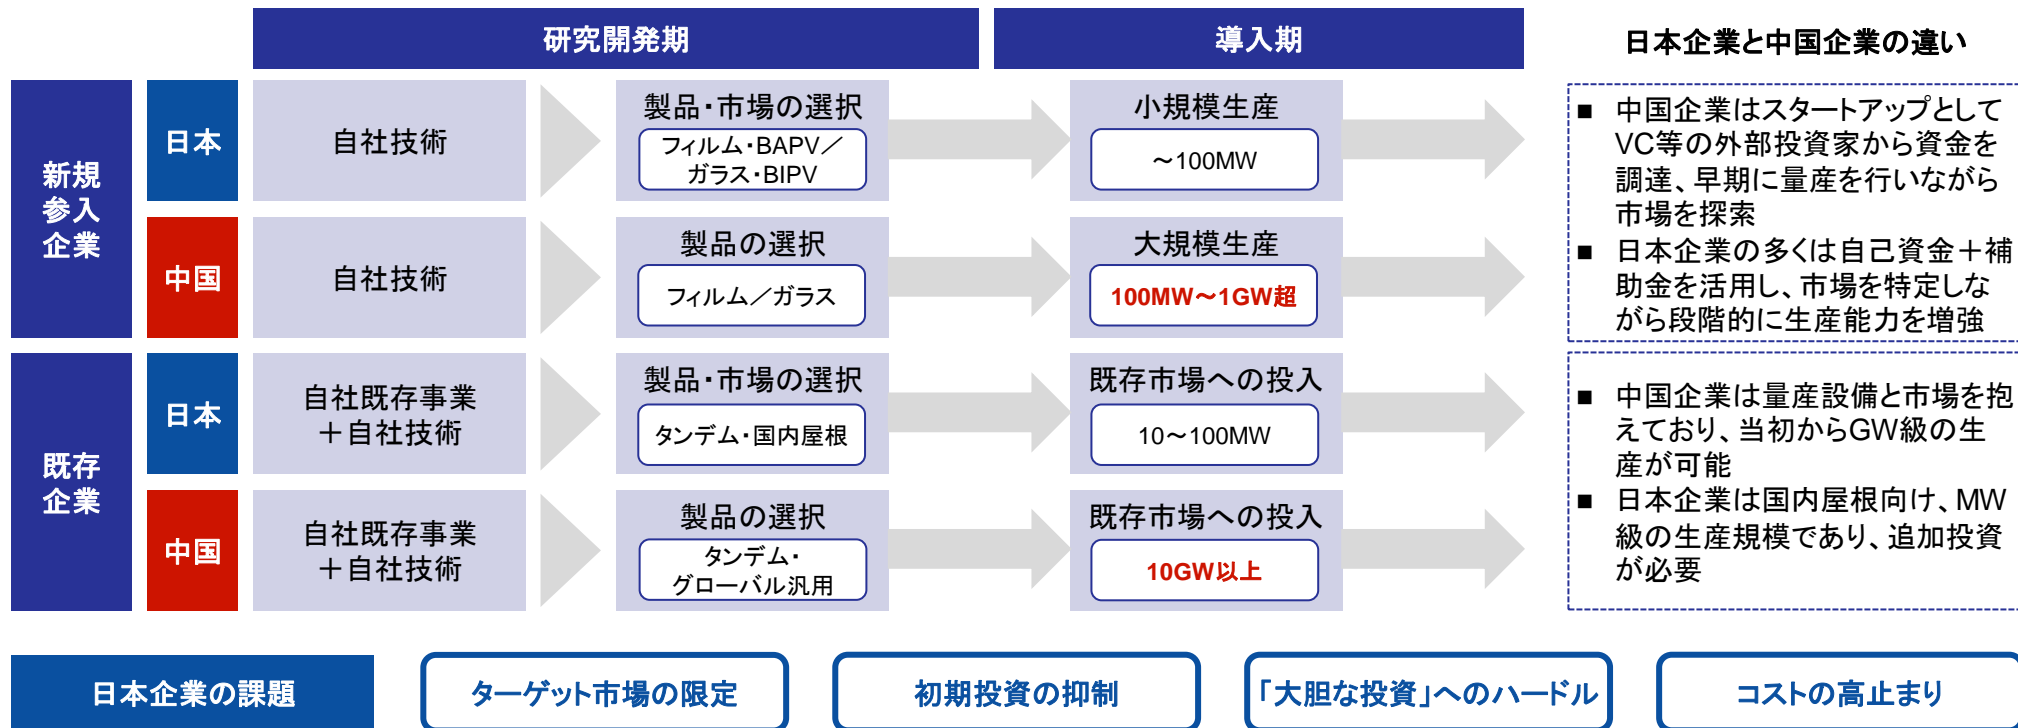 研究開発期
導入期
日本企業と中国企業の違い
新規
参入
企業
日本
自社技術
製品・市場の選択
フィルム・BAPV／
ガラス・BIPV
小規模生産
～100MW
中国
自社技術
製品の選択
フィルム／ガラス
大規模生産
100MW～1GW超
■ 中国企業はスタートアップとして
VC等の外部投資家から資金を
調達、早期に量産を行いながら
市場を探索
■ 日本企業の多くは自己資金＋補
助金を活用し、市場を特定しな
がら段階的に生産能力を増強
既存
企業
日本
自社既存事業
＋自社技術
製品・市場の選択
タンデム・国内屋根
既存市場への投入
10～100MW
中国
自社既存事業
＋自社技術
製品の選択
タンデム・
グローバル汎用
既存市場への投入
10GW以上
■ 中国企業は量産設備と市場を抱
えており、当初からGW級の生
産が可能
■ 日本企業は国内屋根向け、MW
級の生産規模であり、追加投資
が必要
日本企業の課題
ターゲット市場の限定
初期投資の抑制
「大胆な投資」へのハードル
コストの高止まり